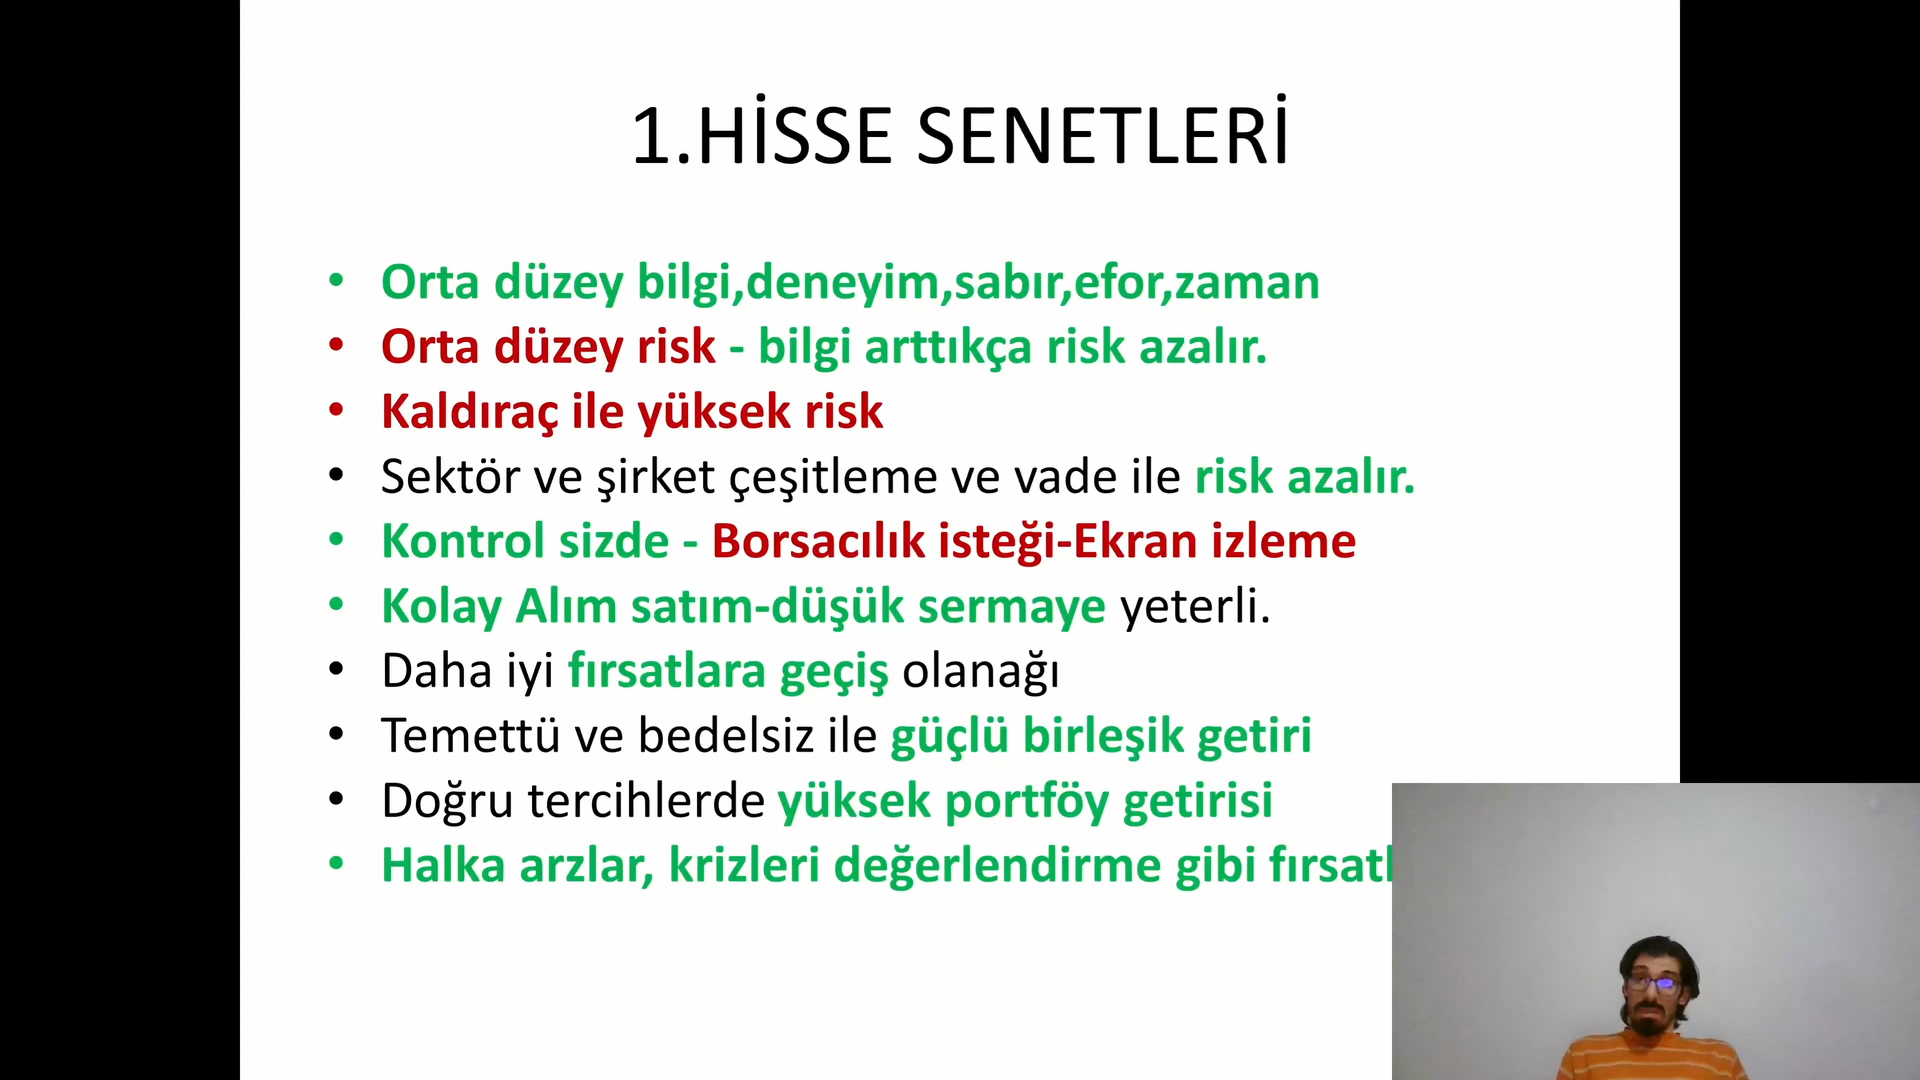 1.HİSSE SENETLERİ
• Orta düzey bilgi,deneyim,sabır,efor,zaman
• Orta düzey risk - bilgi arttıkça risk azalır.
• Kaldıraç ile yüksek risk
• Sektör ve şirket çeşitleme ve vade ile risk azalır.
• Kontrol sizde - Borsacılık isteği-Ekran izleme
• Kolay Alım satım-düşük sermaye yeterli.
• Daha iyi fırsatlara geçiş olanağı
• Temettü ve bedelsiz ile güçlü birleşik getiri
• Doğru tercihlerde yüksek portföy getirisi
• Halka arzlar, krizleri değerlendirme gibi